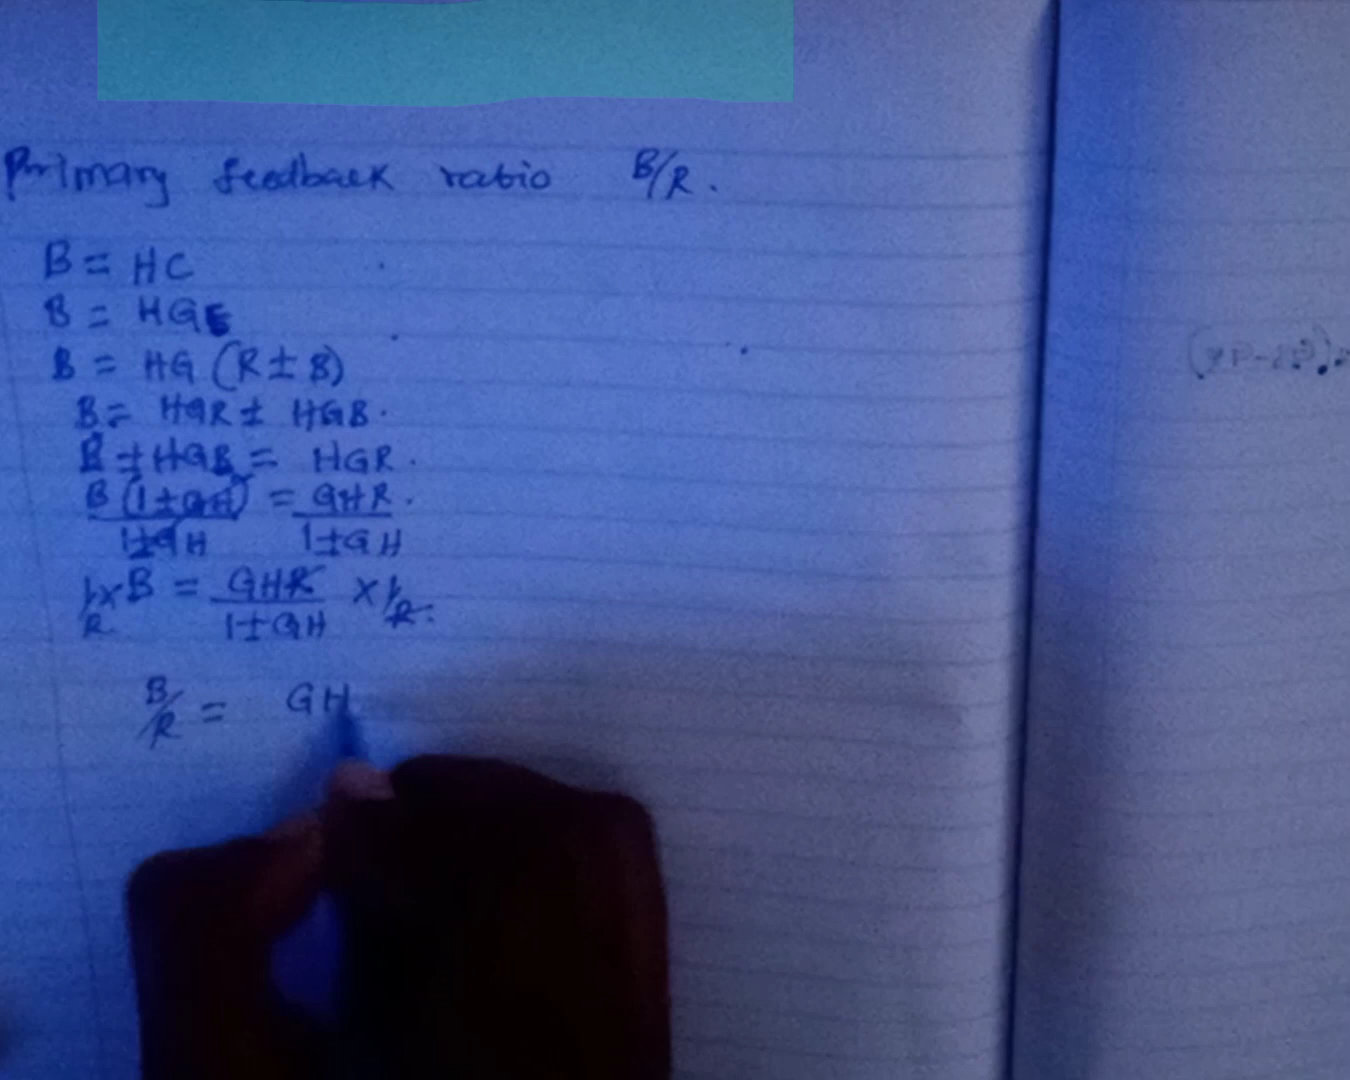 Primary feedback ratio B/R.
B = HC
B = HGE
B = HG (R ± B)
B = HGR ± HGB.
B ± HGB = HGR.
B (1 ± GH) = GHR.
1±GH 1±GH
1/R × B = GHR × 1/R.
1 ± GH
B/R = GH